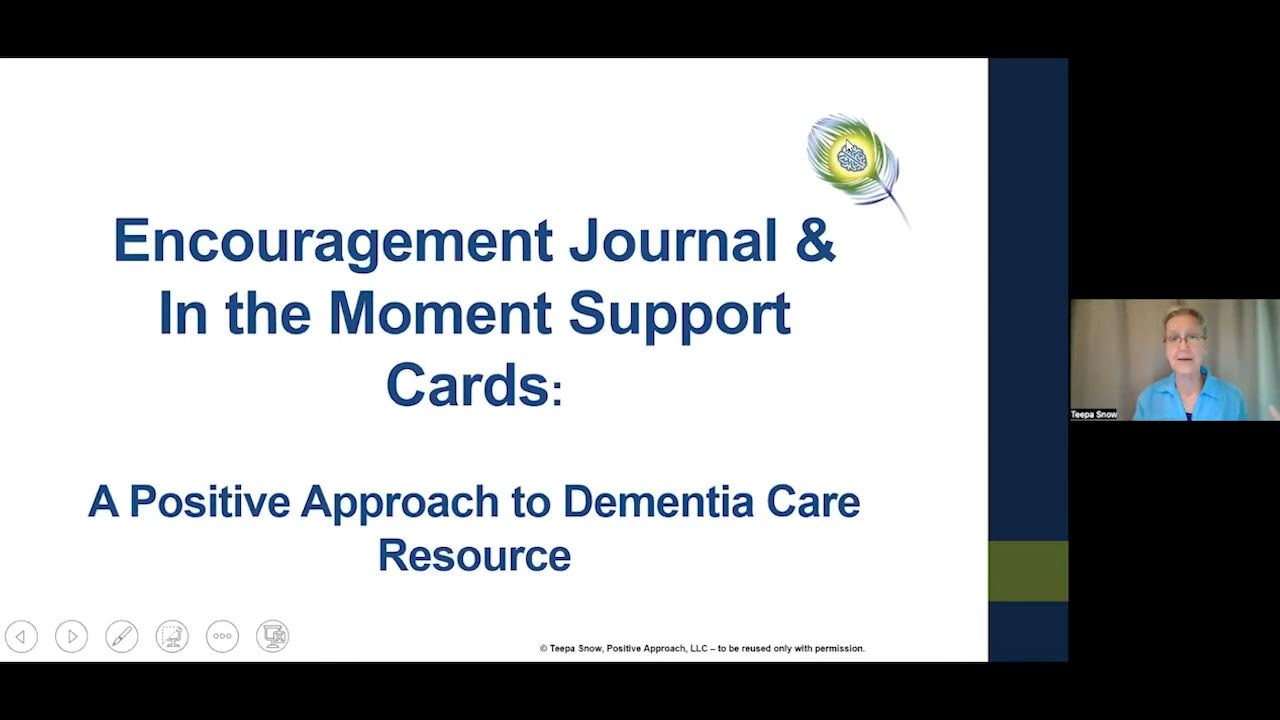 Encouragement Journal &
In the Moment Support
Cards:
A Positive Approach to Dementia Care
Resource
© Teepa Snow, Positive Approach, LLC – to be reused only with permission.
Teepa Snow